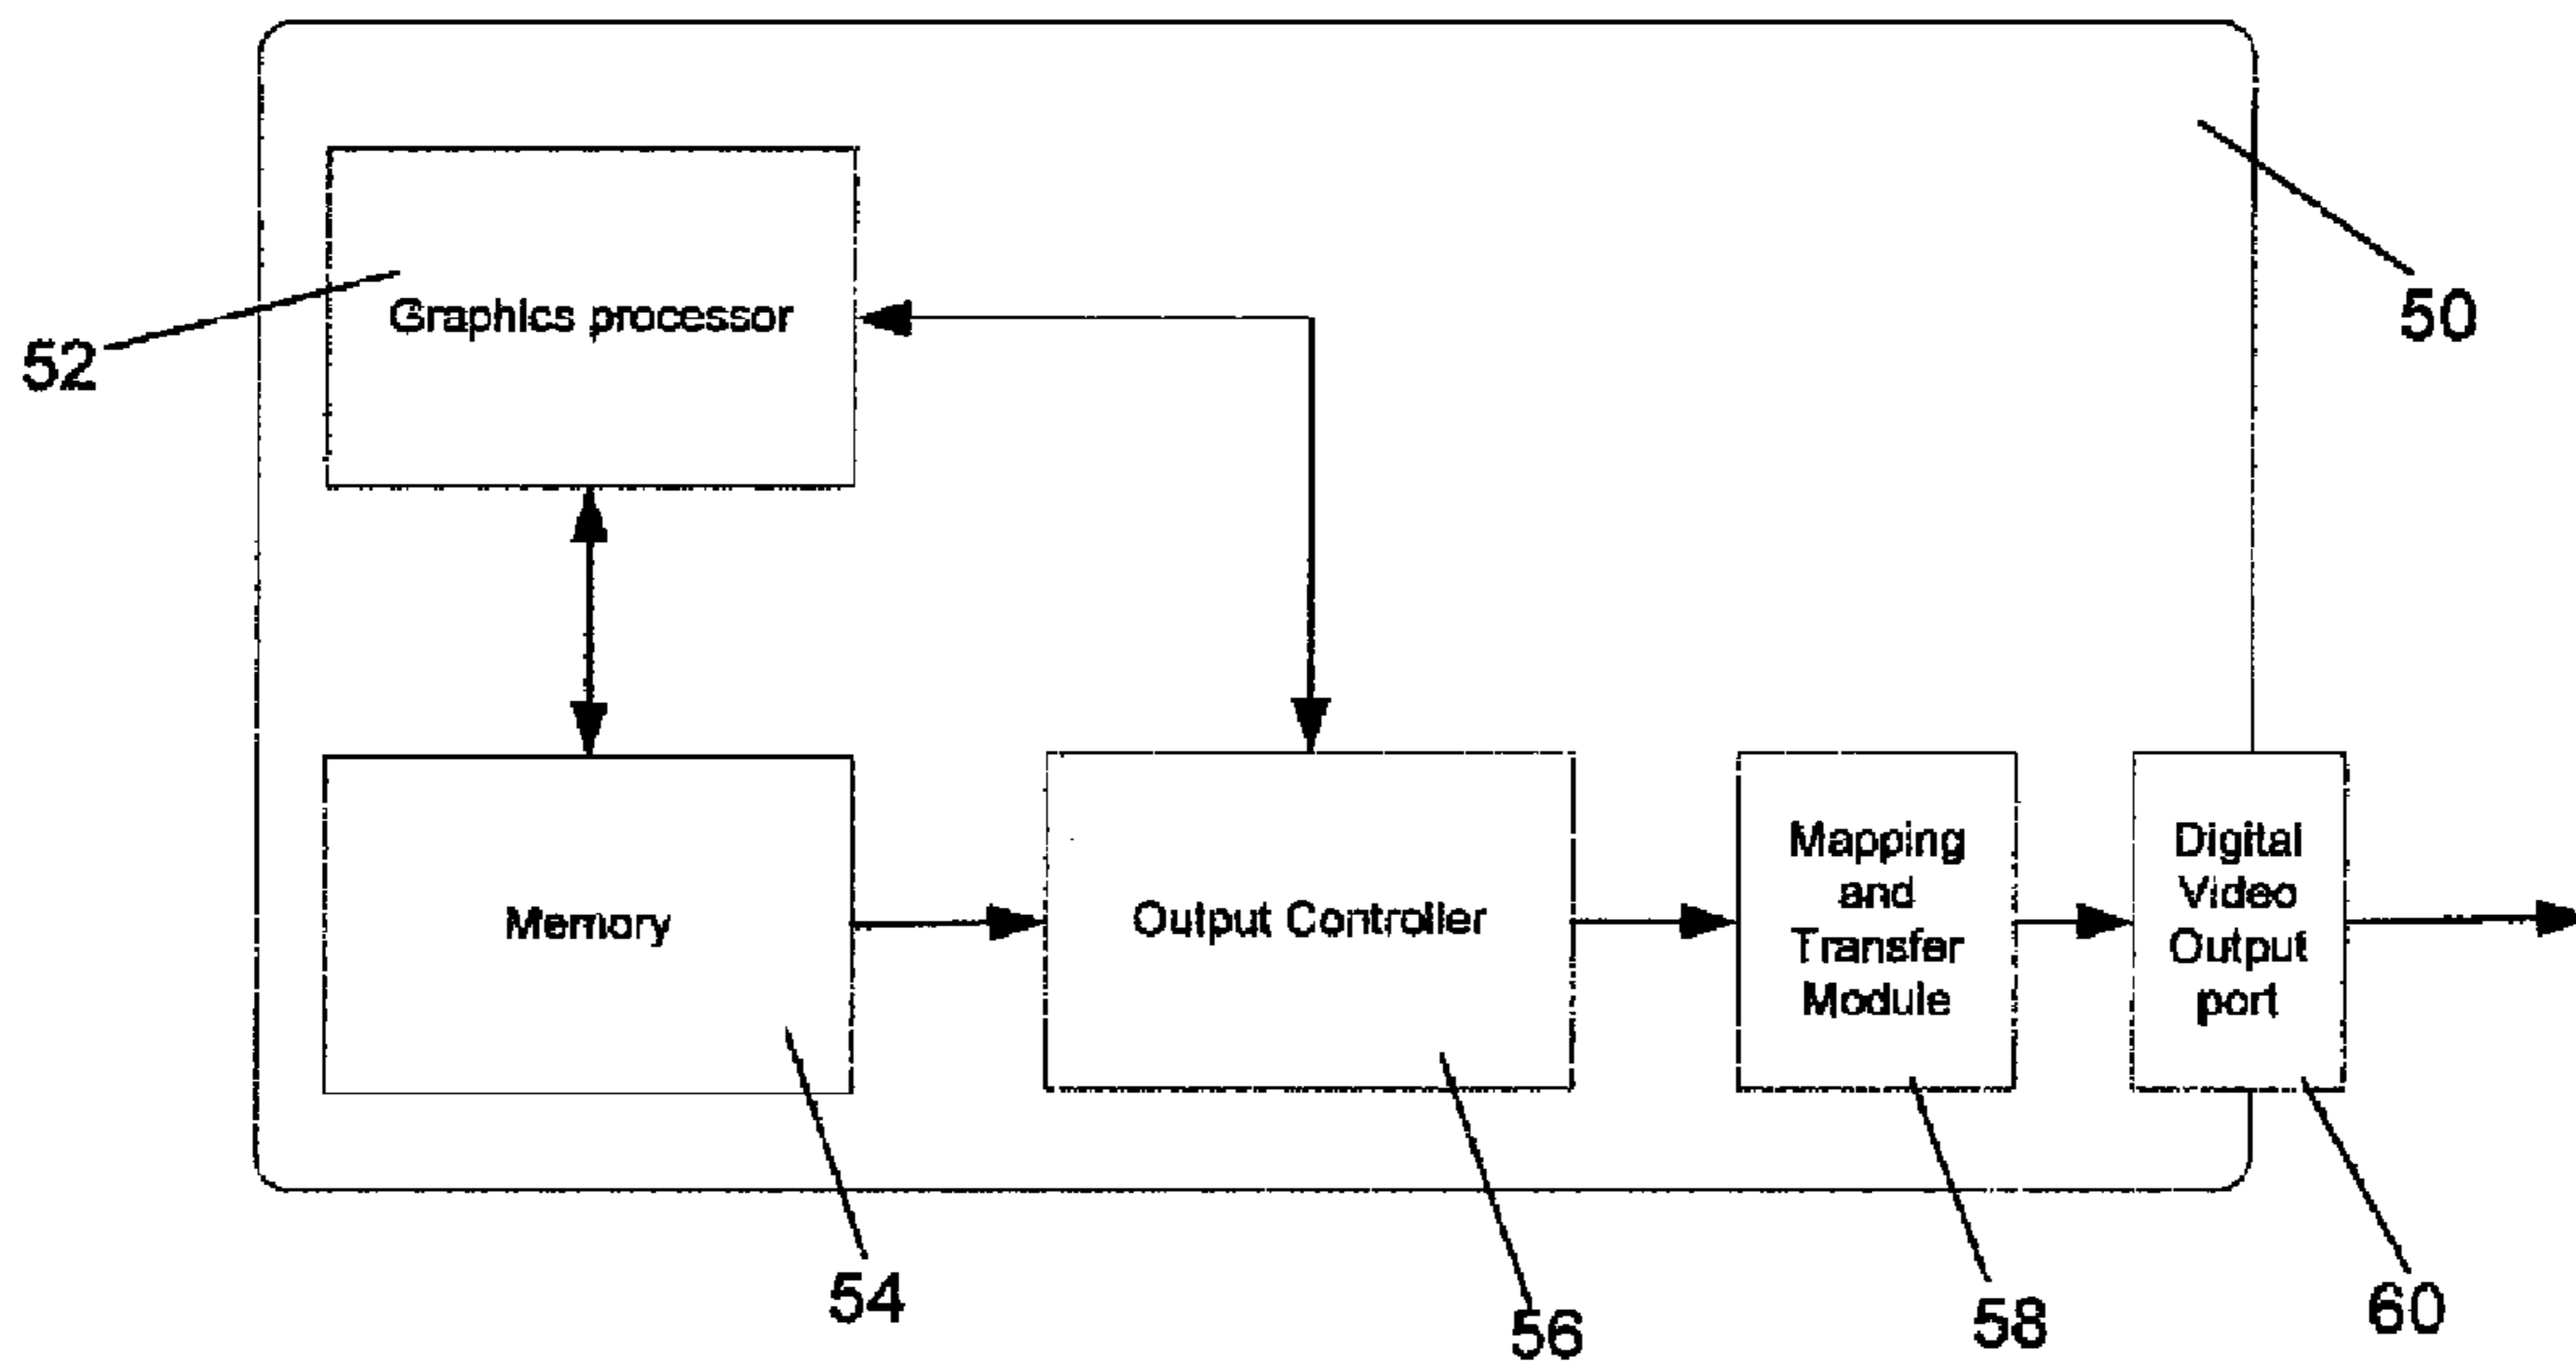 50
Graphics processor
52
Memory
Output Controller
Mapping
and
Transfer
Module
Digital
Video
Output
port
54
56
58
60